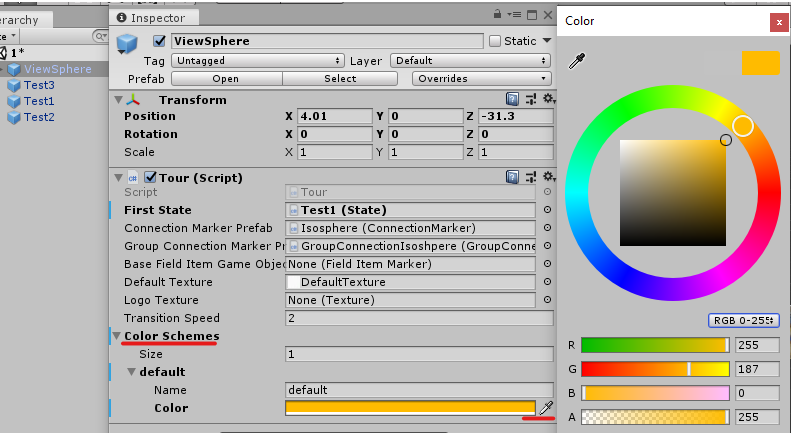 erarchy
te
1*
ViewSphere
Test3
Test1
Test2
Inspector
ViewSphere
Static
Tag Untagged Layer Default
Prefab Open Select Overrides
Transform
Position X 4.01 Y 0 Z -31.3
Rotation X 0 Y 0 Z 0
Scale X 1 Y 1 Z 1
Tour (Script)
Script Tour
First State Test1 (State)
Connection Marker Prefab Isosphere (ConnectionMarker)
Group Connection Marker Pr GroupConnectionIsoshpere (GroupConne
Base Field Item Game Objec None (Field Item Marker)
Default Texture DefaultTexture
Logo Texture None (Texture)
Transition Speed 2
Color Schemes
Size 1
default
Name default
Color
Color
x
RGB 0-255
R 255
G 187
B 0
A 255